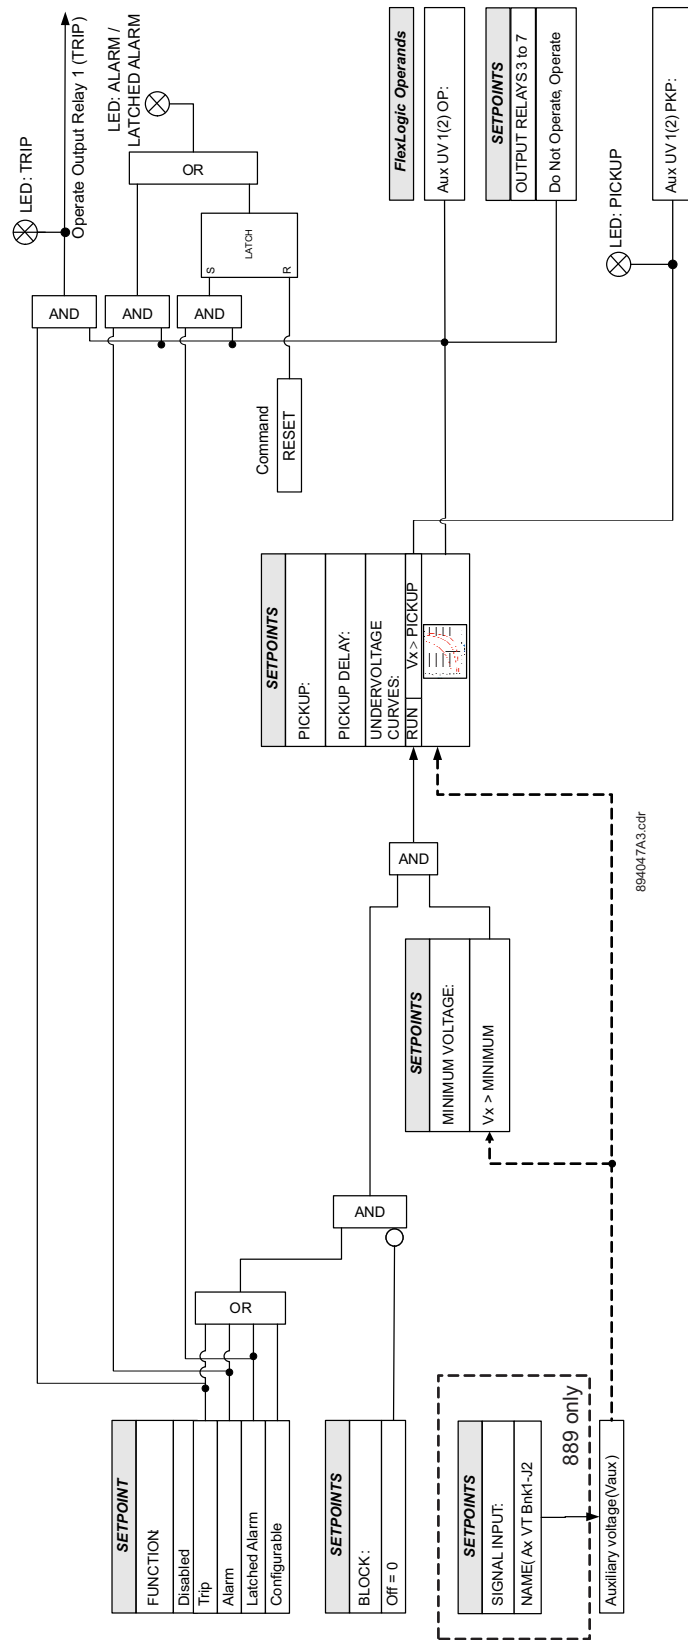 SETPOINT
FUNCTION:
Disabled
Trip
Alarm
Latched Alarm
Configurable
SETPOINTS
BLOCK:
Off = 0
SETPOINTS
SIGNAL INPUT:
NAME( Ax VT Bnk1-J2
889 only
Auxiliary voltage(Vaux)
OR
AND
SETPOINTS
MINIMUM VOLTAGE:
Vx > MINIMUM
AND
SETPOINTS
PICKUP:
PICKUP DELAY:
UNDERVOLTAGE
CURVES:
RUN
Vx > PICKUP
Command
RESET
AND
AND
AND
S
R
LATCH
OR
LED: TRIP
Operate Output Relay 1 (TRIP)
LED: ALARM /
LATCHED ALARM
FlexLogic Operands
Aux UV 1(2) OP:
SETPOINTS
OUTPUT RELAYS 3 to 7
Do Not Operate, Operate
LED: PICKUP
Aux UV 1(2) PKP:
894047A3.cdr